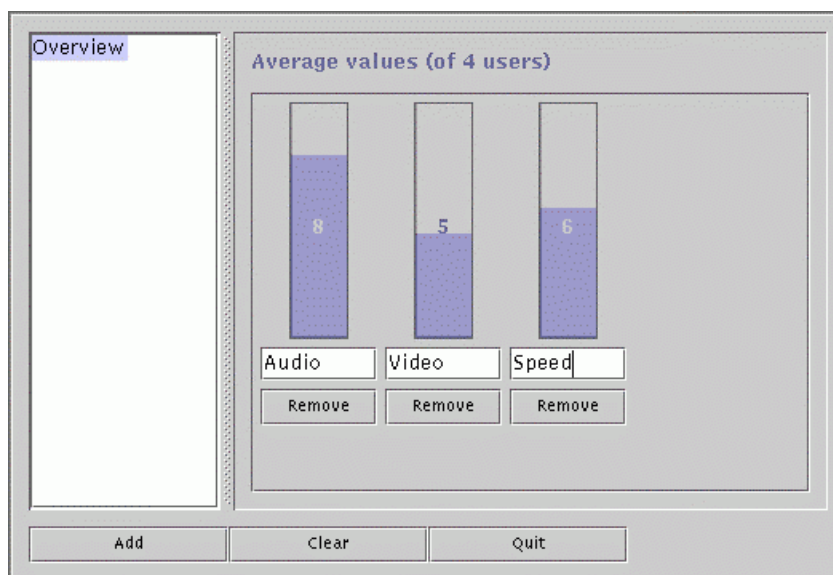 Overview
Average values (of 4 users)
8 5 6
Audio Video Speed
Remove Remove Remove
Add Clear Quit